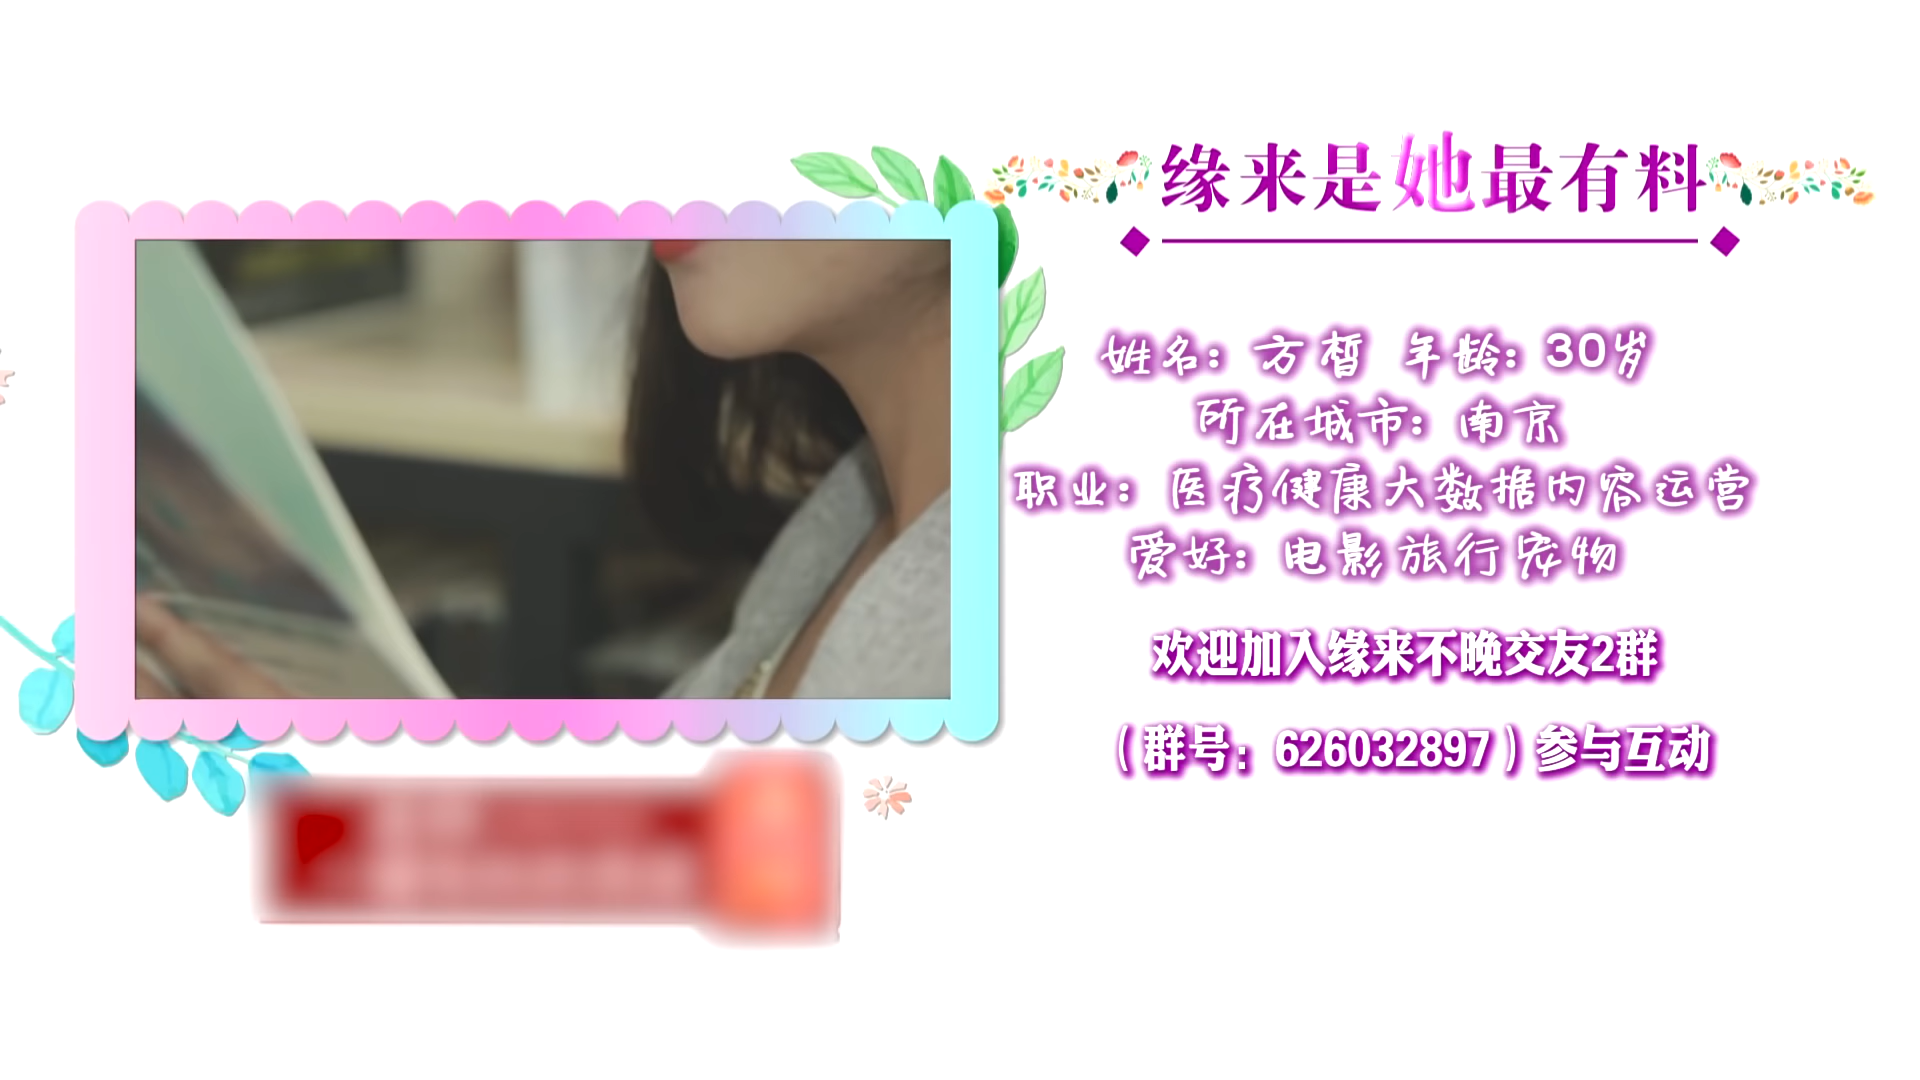 缘来是她最有料
姓名：方皙 年龄：30岁
所在城市：南京
职业：医疗健康大数据内容运营
爱好：电影 旅行 宠物
欢迎加入缘来不晚交友2群
（群号：626032897）参与互动